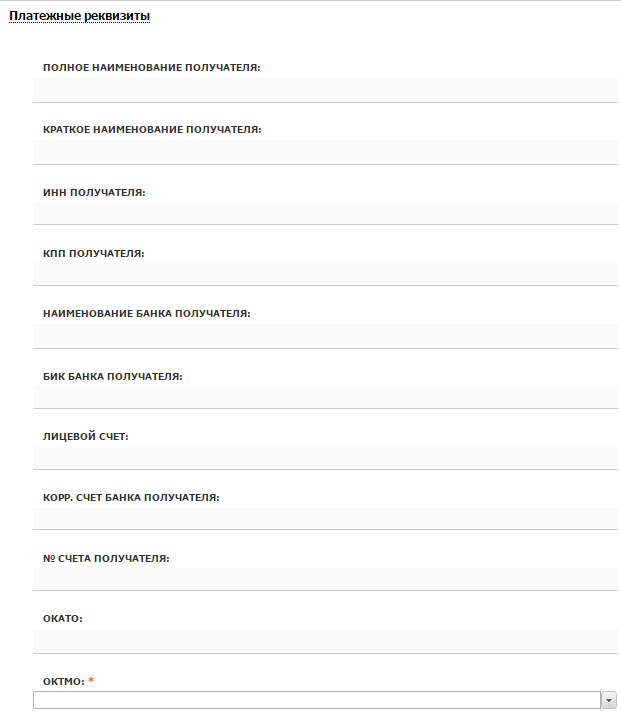 Платежные реквизиты
ПОЛНОЕ НАИМЕНОВАНИЕ ПОЛУЧАТЕЛЯ:
КРАТКОЕ НАИМЕНОВАНИЕ ПОЛУЧАТЕЛЯ:
ИНН ПОЛУЧАТЕЛЯ:
КПП ПОЛУЧАТЕЛЯ:
НАИМЕНОВАНИЕ БАНКА ПОЛУЧАТЕЛЯ:
БИК БАНКА ПОЛУЧАТЕЛЯ:
ЛИЦЕВОЙ СЧЕТ:
КОРР. СЧЕТ БАНКА ПОЛУЧАТЕЛЯ:
№ СЧЕТА ПОЛУЧАТЕЛЯ:
ОКАТО:
ОКТМО: *